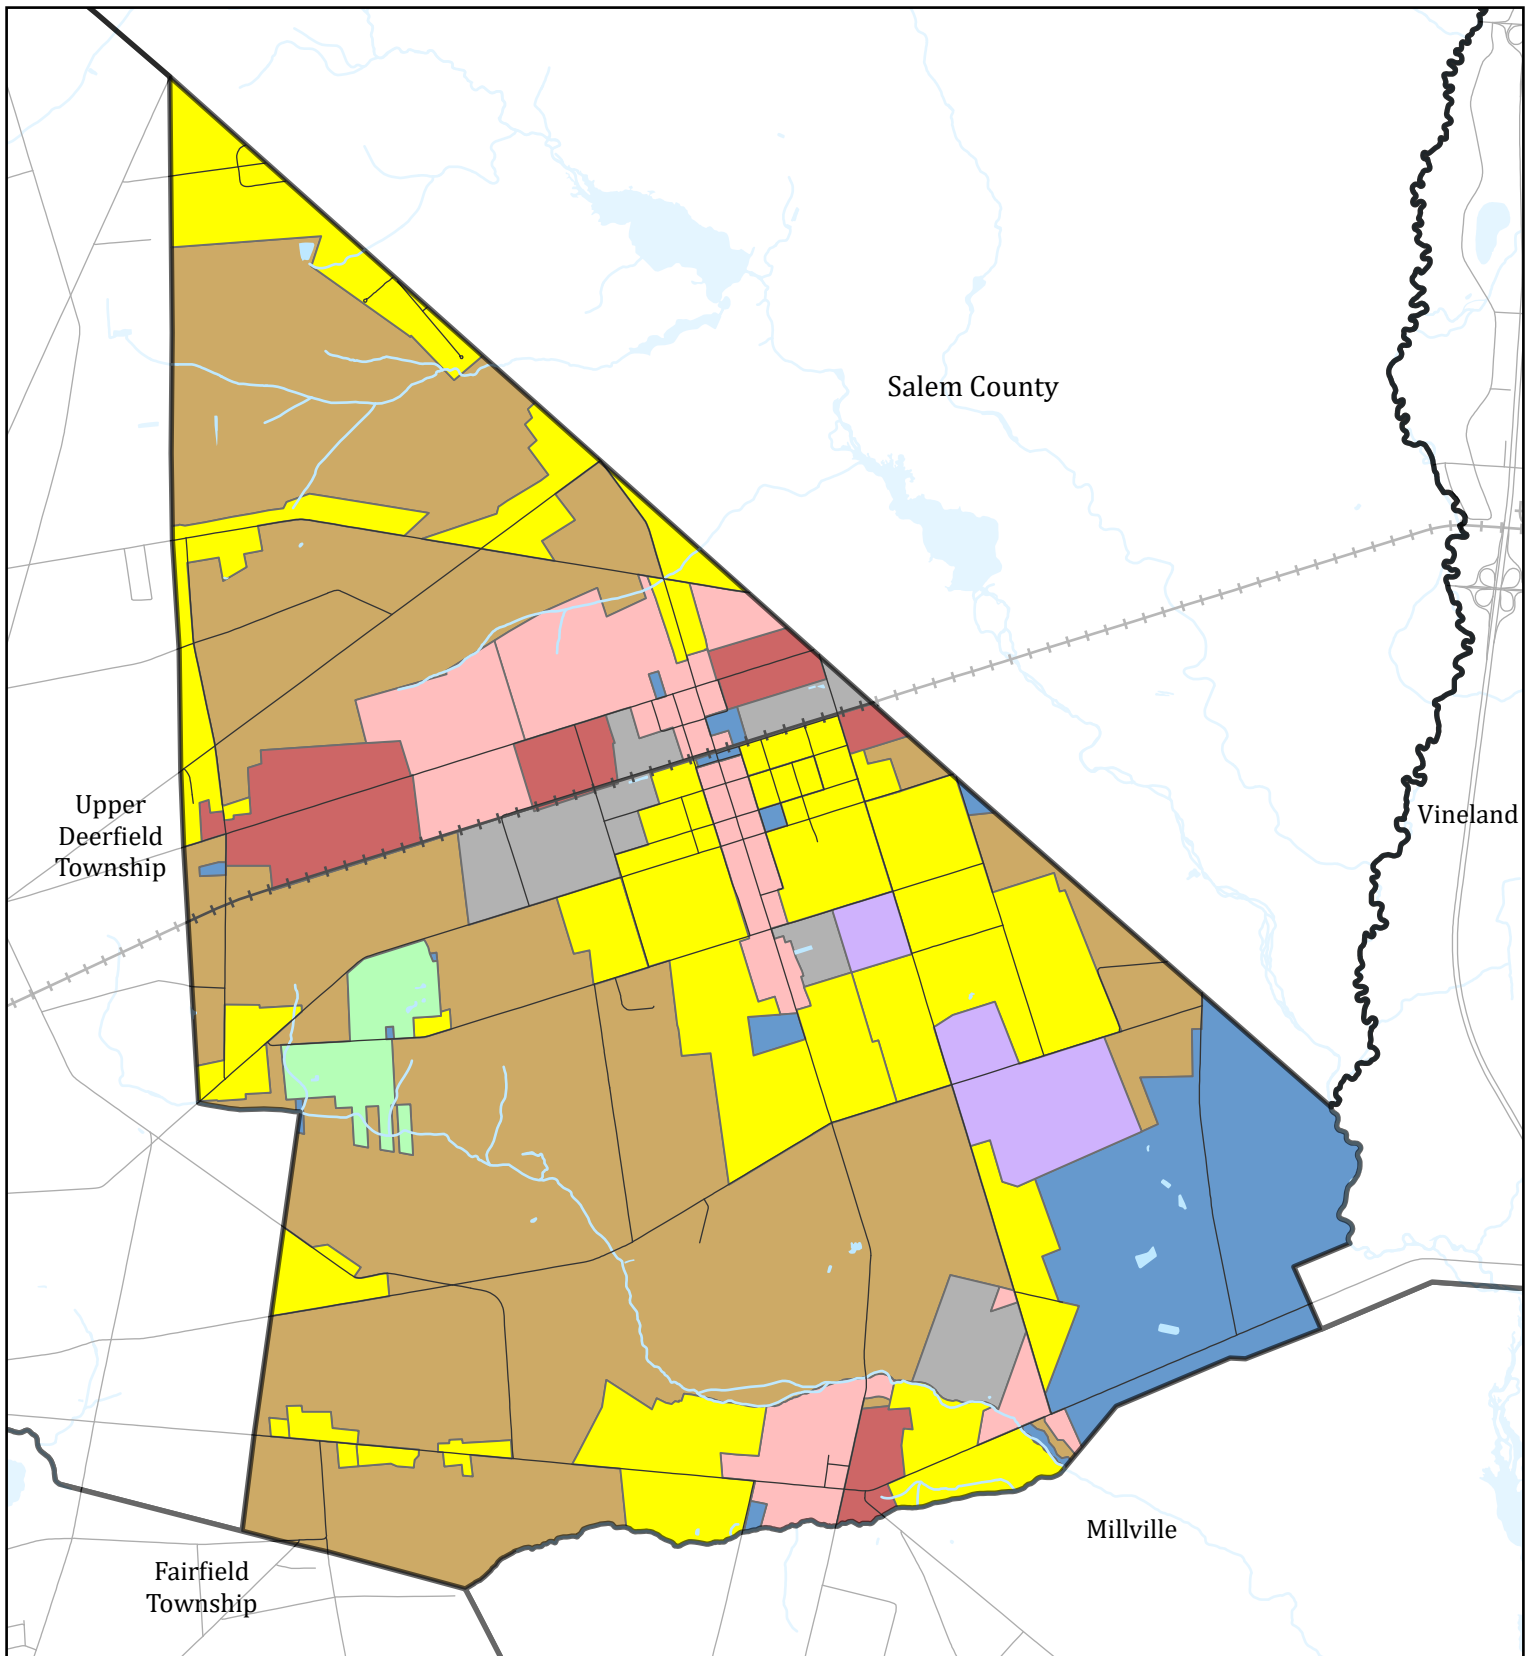 Salem County
Upper
Deerfield
Township
Vineland
Millville
Fairfield
Township